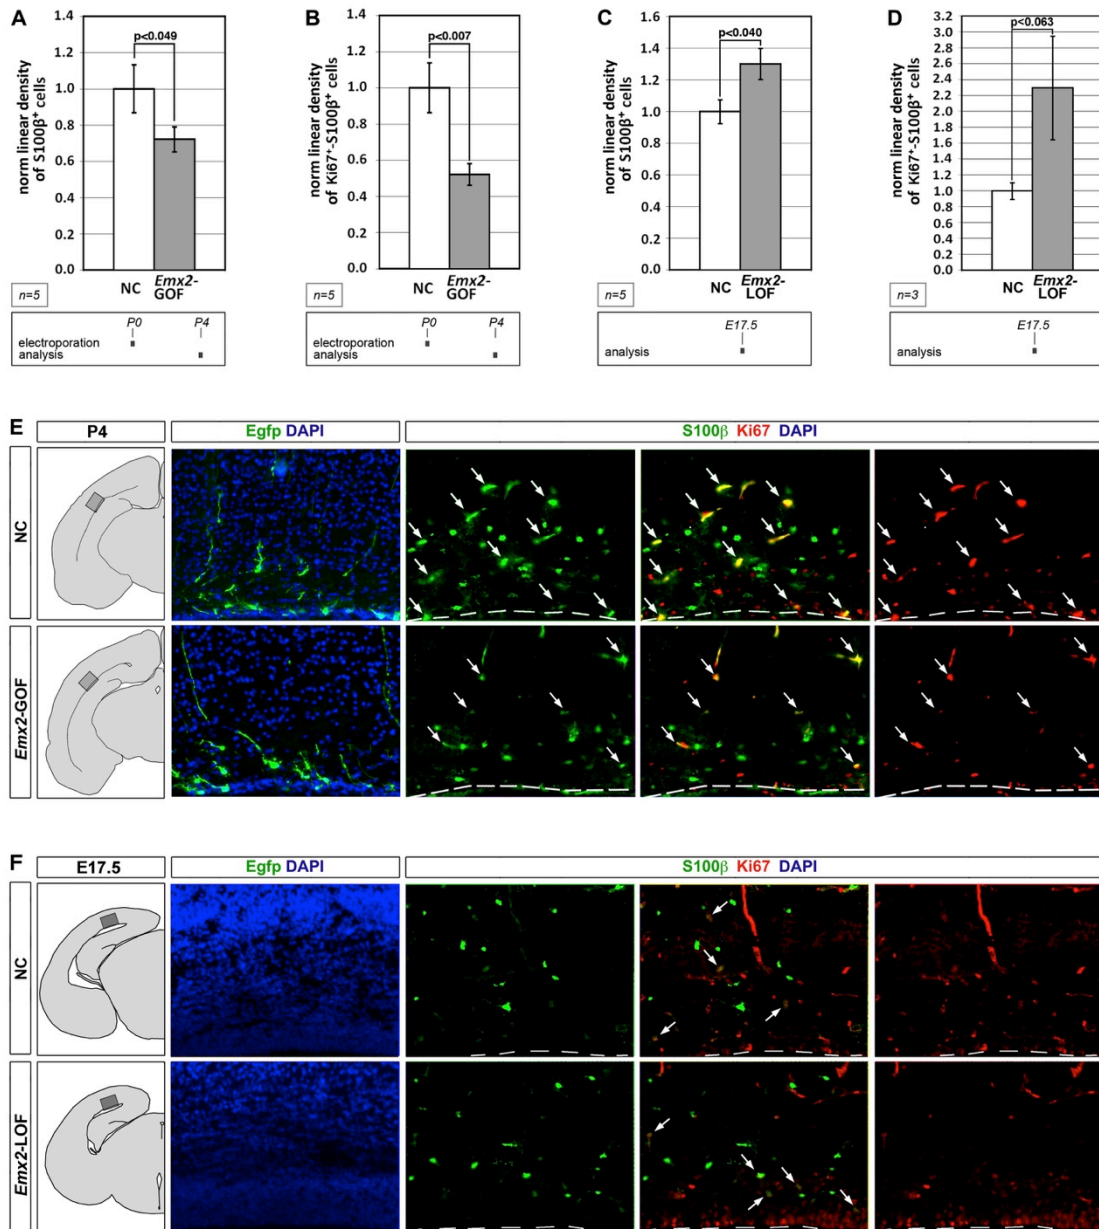 A
B
C
D
norm linear density
of S100β⁺ cells
1.4
1.2
1.0
0.8
0.6
0.4
0.2
0.0
p<0.049
NC
Emx2-
GOF
n=5
P0
P4
electroporation
analysis
norm linear density
of Ki67⁺-S100β⁺ cells
1.4
1.2
1.0
0.8
0.6
0.4
0.2
0.0
p<0.007
NC
Emx2-
GOF
n=5
P0
P4
electroporation
analysis
norm linear density
of S100β⁺ cells
1.6
1.4
1.2
1.0
0.8
0.6
0.4
0.2
0.0
p<0.040
NC
Emx2-
LOF
n=5
E17.5
analysis
norm linear density
of Ki67⁺-S100β⁺ cells
3.2
3.0
2.8
2.6
2.4
2.2
2.0
1.8
1.6
1.4
1.2
1.0
0.8
0.6
0.4
0.2
0.0
p<0.063
NC
Emx2-
LOF
n=3
E17.5
analysis
E
P4
Egfp DAPI
S100β Ki67 DAPI
NC
Emx2-GOF
F
E17.5
Egfp DAPI
S100β Ki67 DAPI
NC
Emx2-LOF